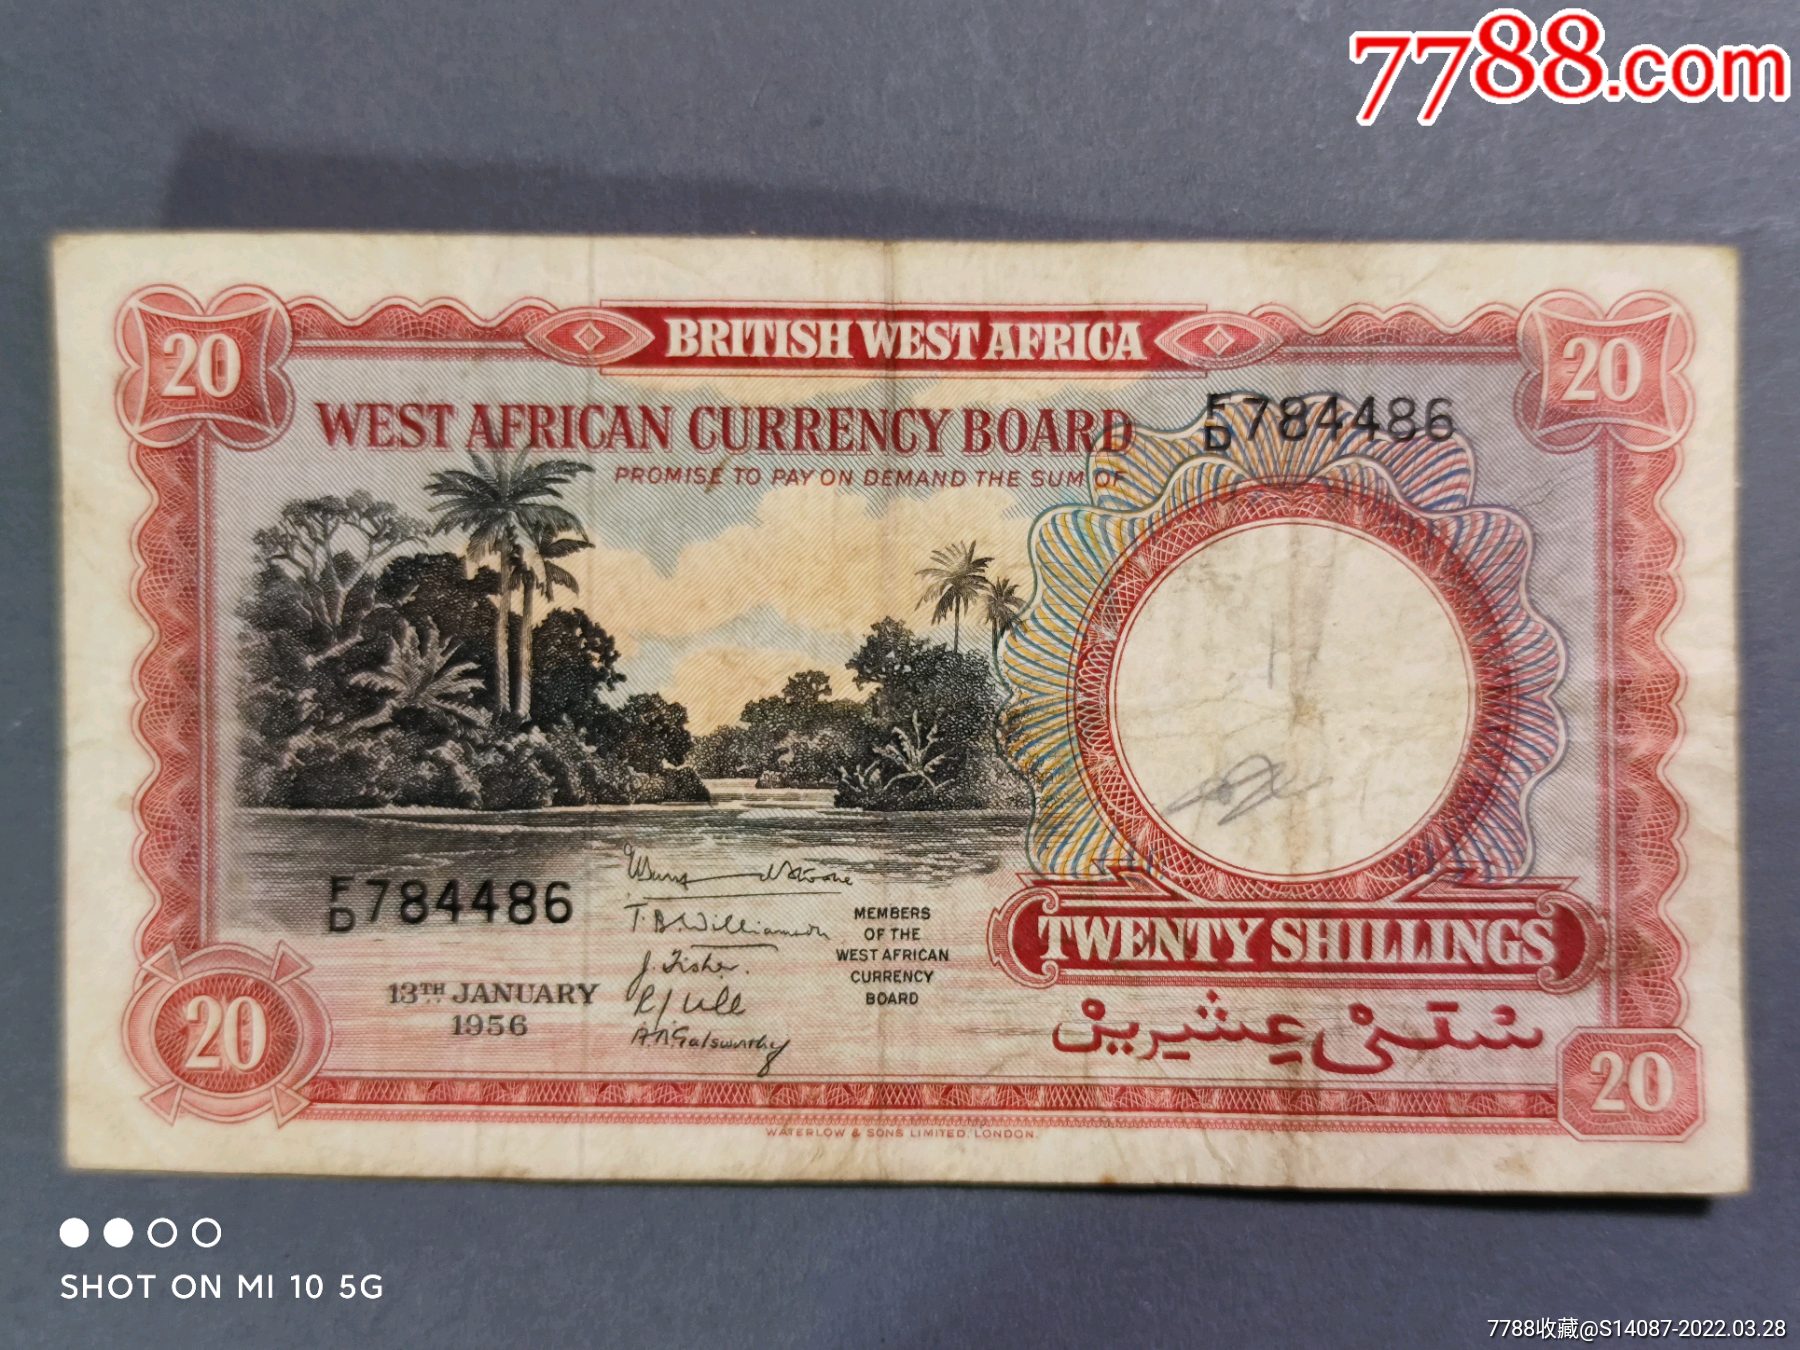 7788.com
BRITISH WEST AFRICA
20
20
WEST AFRICAN CURRENCY BOARD
F/D 784486
PROMISE TO PAY ON DEMAND THE SUM OF
F/D 784486
T. B. Williamson
J. Fisher.
MEMBERS
OF THE
WEST AFRICAN
CURRENCY
BOARD
TWENTY SHILLINGS
13TH JANUARY
1956
20
20
WATERLOW & SONS LIMITED, LONDON.
SHOT ON MI 10 5G
7788收藏@S14087-2022.03.28